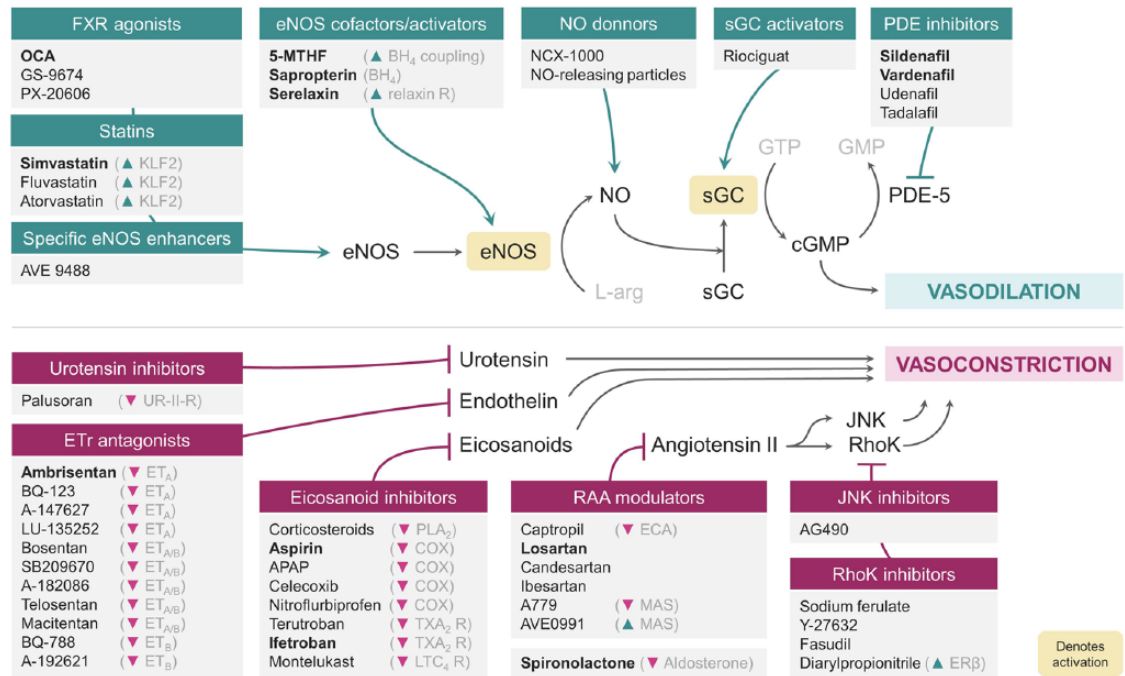 FXR agonists
OCA
GS-9674
PX-20606
Statins
Simvastatin (▲ KLF2)
Fluvastatin (▲ KLF2)
Atorvastatin (▲ KLF2)
Specific eNOS enhancers
AVE 9488
eNOS cofactors/activators
5-MTHF (▲ BH4 coupling)
Sapropterin (BH4)
Serelaxin (▲ relaxin R)
NO donnors
NCX-1000
NO-releasing particles
sGC activators
Riociguat
PDE inhibitors
Sildenafil
Vardenafil
Udenafil
Tadalafil
eNOS
eNOS
NO
L-arg
sGC
sGC
GTP
GMP
cGMP
PDE-5
VASODILATION
Urotensin inhibitors
Palusoran (▼ UR-II-R)
ETr antagonists
Ambrisentan (▼ ETA)
BQ-123 (▼ ETA)
A-147627 (▼ ETA)
LU-135252 (▼ ETA)
Bosentan (▼ ETA/B)
SB209670 (▼ ETA/B)
A-182086 (▼ ETA/B)
Telosentan (▼ ETA/B)
Macitentan (▼ ETA/B)
BQ-788 (▼ ETB)
A-192621 (▼ ETB)
Urotensin
Endothelin
Eicosanoids
Angiotensin II
JNK
RhoK
VASOCONSTRICTION
Eicosanoid inhibitors
Corticosteroids (▼ PLA2)
Aspirin (▼ COX)
APAP (▼ COX)
Celecoxib (▼ COX)
Nitroflurbiprofen (▼ COX)
Terutroban (▼ TXA2 R)
Ifetroban (▼ TXA2 R)
Montelukast (▼ LTC4 R)
RAA modulators
Captropil (▼ ECA)
Losartan
Candesartan
Ibesartan
A779 (▼ MAS)
AVE0991 (▲ MAS)
Spironolactone (▼ Aldosterone)
JNK inhibitors
AG490
RhoK inhibitors
Sodium ferulate
Y-27632
Fasudil
Diarylpropionitrile (▲ ERβ)
Denotes
activation